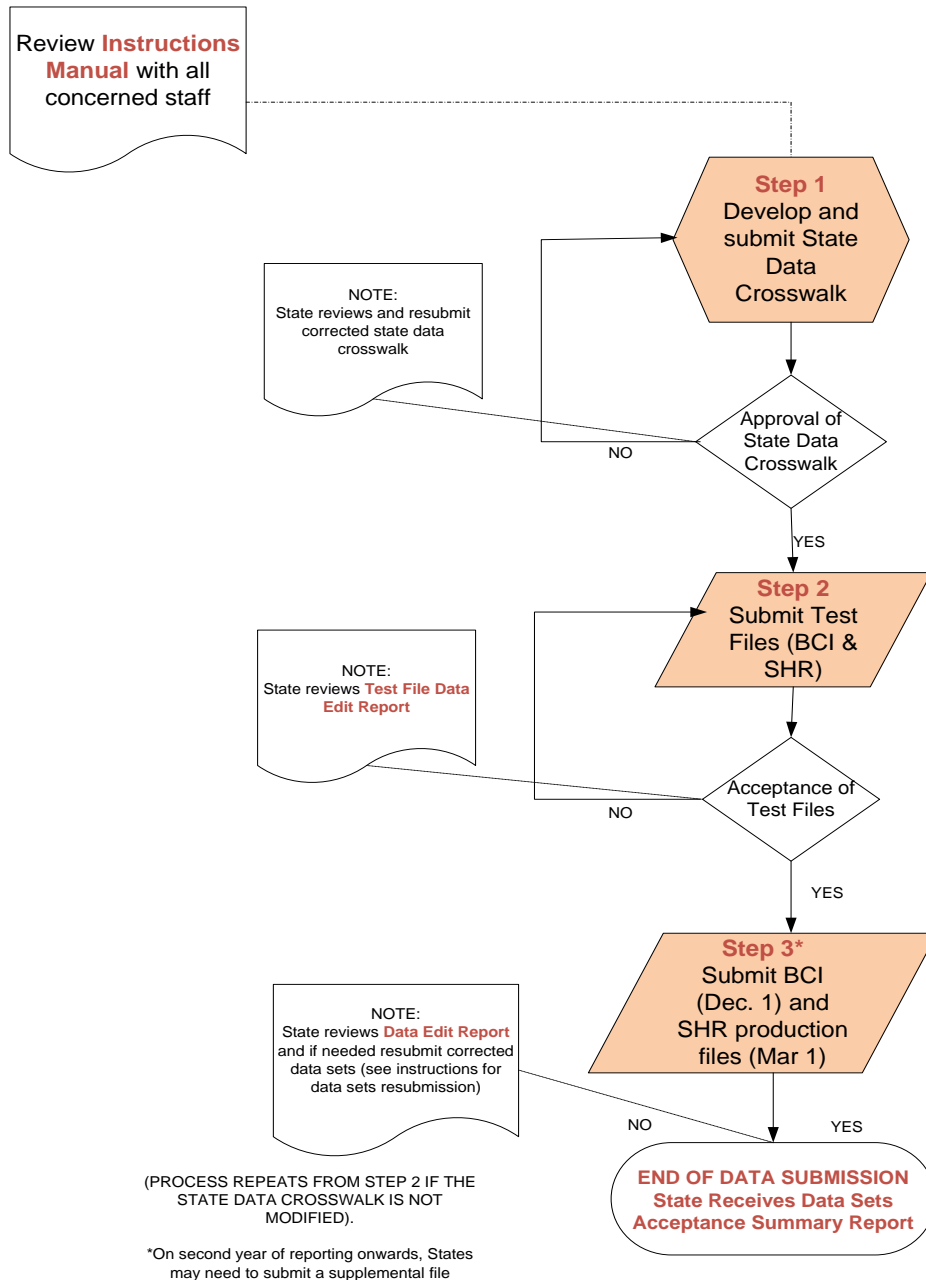 Review Instructions
Manual with all
concerned staff
Step 1
Develop and
submit State
Data
Crosswalk
NOTE:
State reviews and resubmit
corrected state data
crosswalk
Approval of
State Data
Crosswalk
NO
YES
Step 2
Submit Test
Files (BCI &
SHR)
NOTE:
State reviews Test File Data
Edit Report
Acceptance of
Test Files
NO
YES
Step 3*
Submit BCI
(Dec. 1) and
SHR production
files (Mar 1)
NOTE:
State reviews Data Edit Report
and if needed resubmit corrected
data sets (see instructions for
data sets resubmission)
NO
YES
END OF DATA SUBMISSION
State Receives Data Sets
Acceptance Summary Report
(PROCESS REPEATS FROM STEP 2 IF THE
STATE DATA CROSSWALK IS NOT
MODIFIED).
*On second year of reporting onwards, States
may need to submit a supplemental file